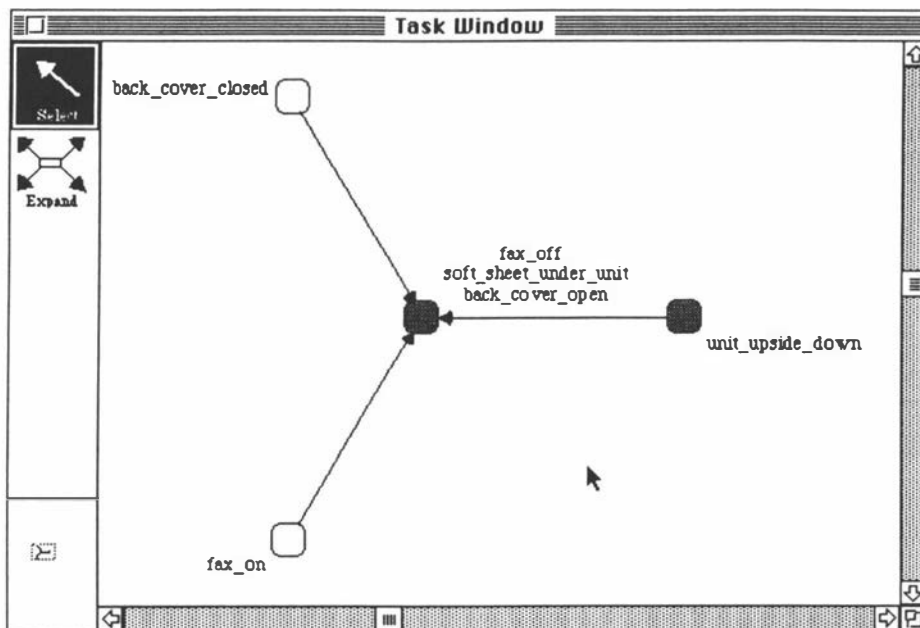 Task Window
Select
Expand
back_cover_closed
fax_off
soft_sheet_under_unit
back_cover_open
unit_upside_down
fax_on